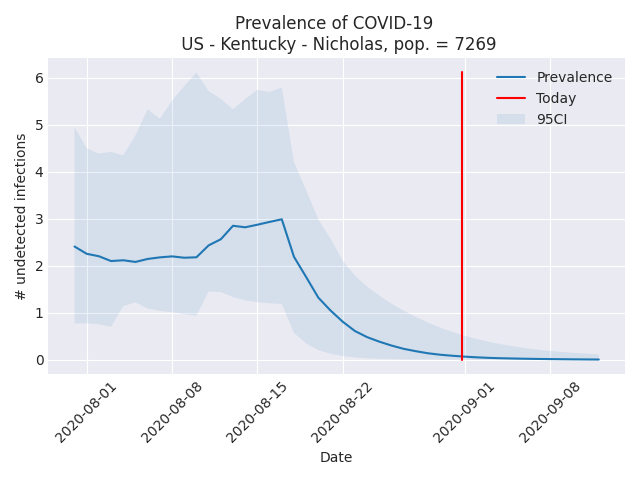 Prevalence of COVID-19
US - Kentucky - Nicholas, pop. = 7269
Prevalence
Today
95CI
# undetected infections
6
5
4
3
2
1
0
2020-08-01
2020-08-08
2020-08-15
2020-08-22
2020-09-01
2020-09-08
Date